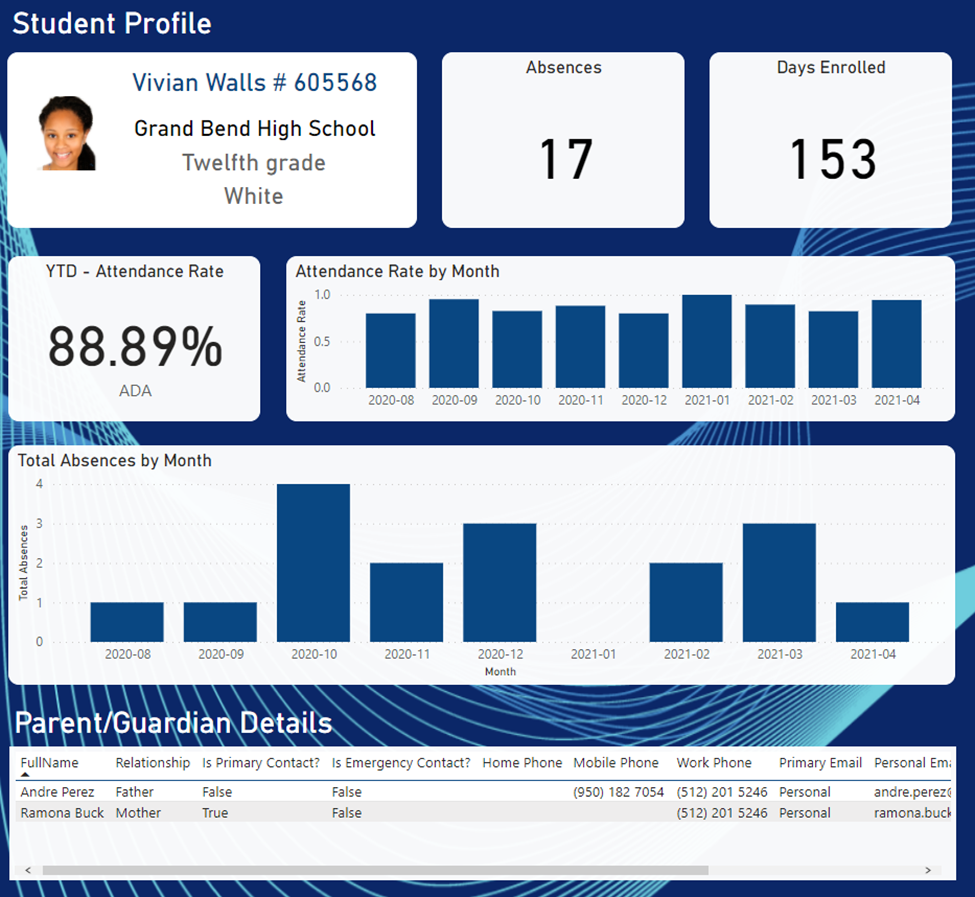 Student Profile
Vivian Walls # 605568
Grand Bend High School
Twelfth grade
White
Absences
17
Days Enrolled
153
YTD - Attendance Rate
88.89%
ADA
Attendance Rate by Month
Attendance Rate
1.0
0.5
0.0
2020-08 2020-09 2020-10 2020-11 2020-12 2021-01 2021-02 2021-03 2021-04
Total Absences by Month
Total Absences
4
3
2
1
0
2020-08 2020-09 2020-10 2020-11 2020-12 2021-01 2021-02 2021-03 2021-04
Month
Parent/Guardian Details
FullName Relationship Is Primary Contact? Is Emergency Contact? Home Phone Mobile Phone Work Phone Primary Email Personal Ema
Andre Perez Father False False (950) 182 7054 (512) 201 5246 Personal andre.perez@
Ramona Buck Mother True False (512) 201 5246 Personal ramona.buck